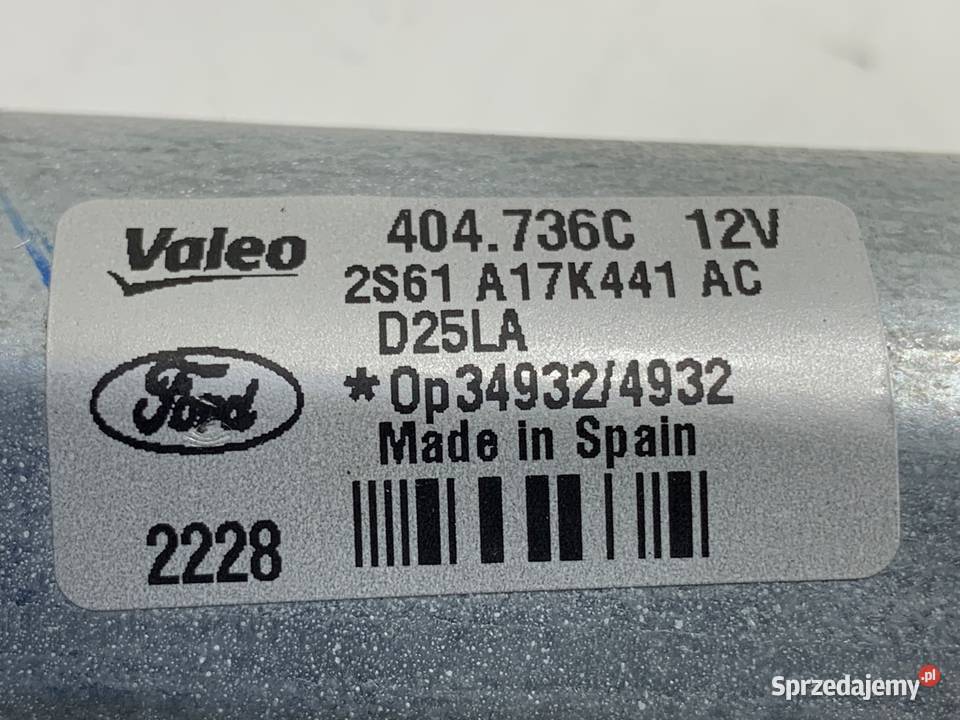 Valeo 404.736C 12V
2S61 A17K441 AC
D25LA
Ford *Op34932/4932
Made in Spain
2228
Sprzedajemy.pl